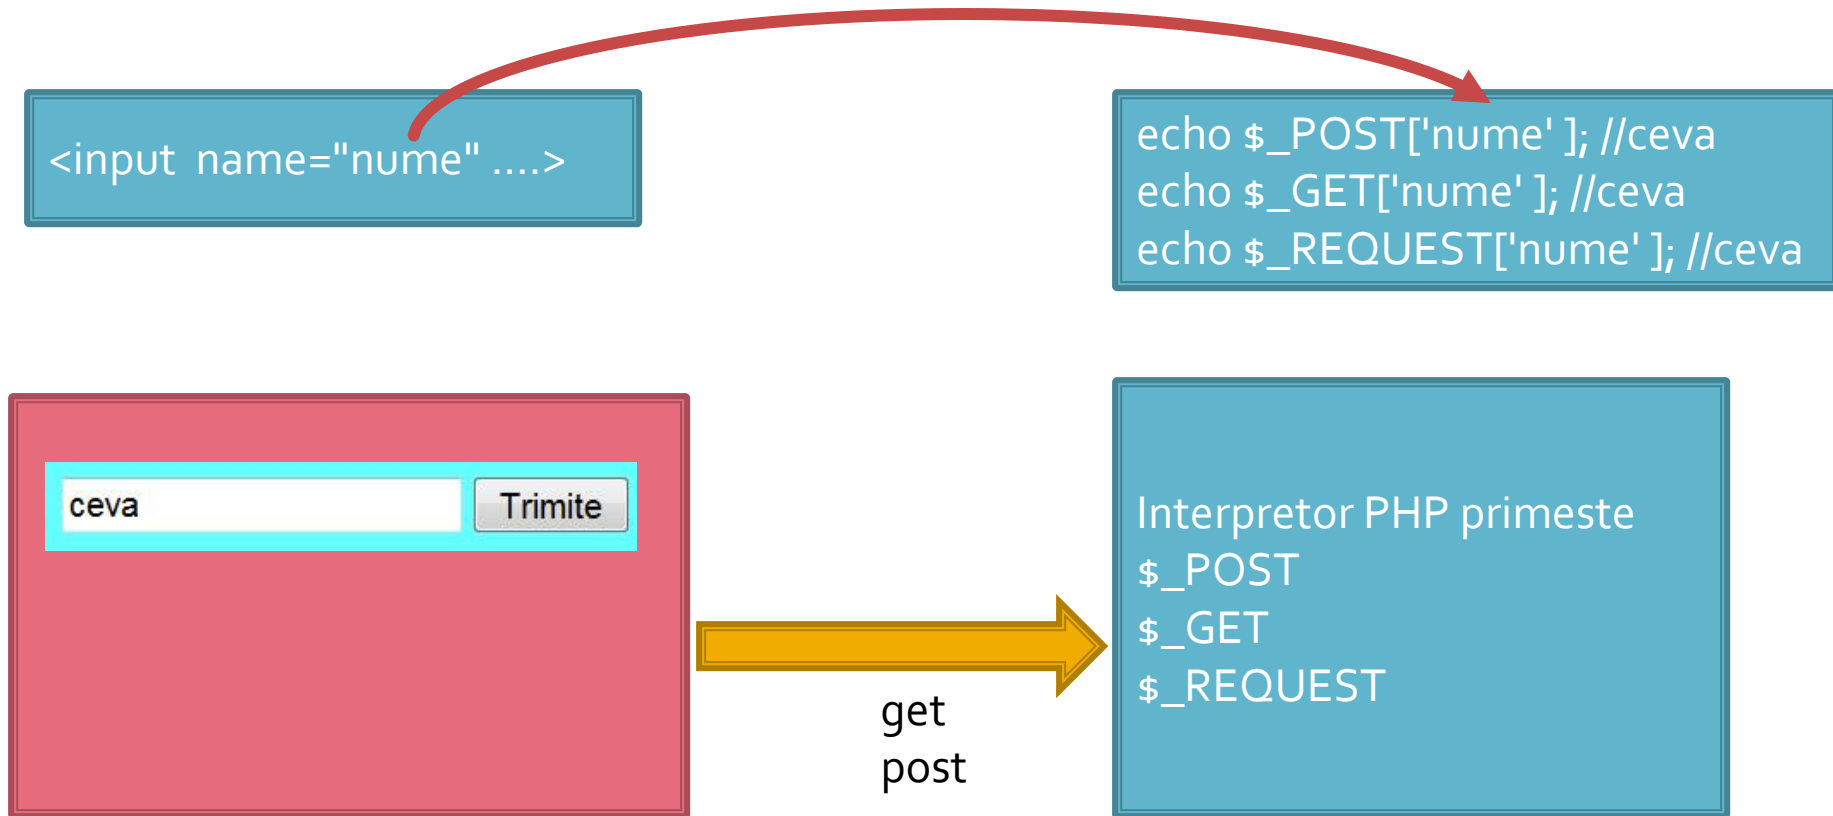 <input name="nume" ....>
echo $_POST['nume' ]; //ceva
echo $_GET['nume' ]; //ceva
echo $_REQUEST['nume' ]; //ceva
ceva
Trimite
get
post
Interpretor PHP primeste
$_POST
$_GET
$_REQUEST